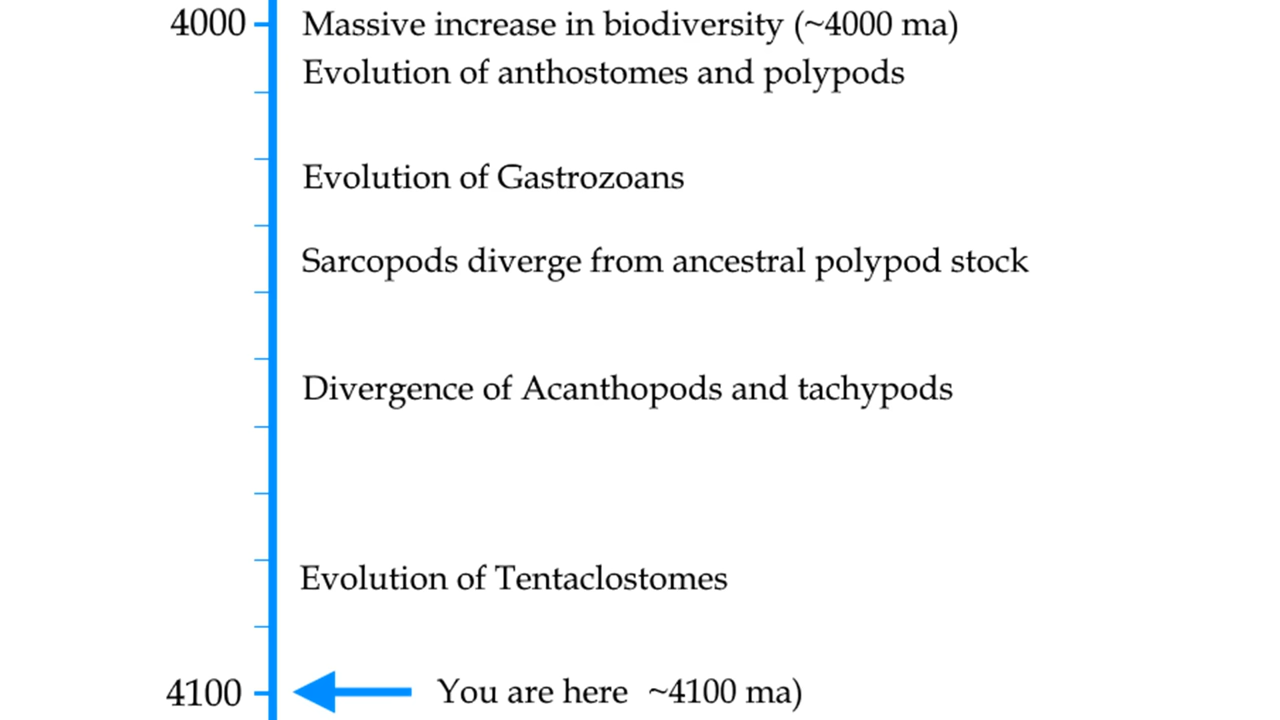 4000 Massive increase in biodiversity (~4000 ma)
Evolution of anthostomes and polypods
Evolution of Gastrozoans
Sarcopods diverge from ancestral polypod stock
Divergence of Acanthopods and tachypods
Evolution of Tentaclostomes
4100 You are here ~4100 ma)